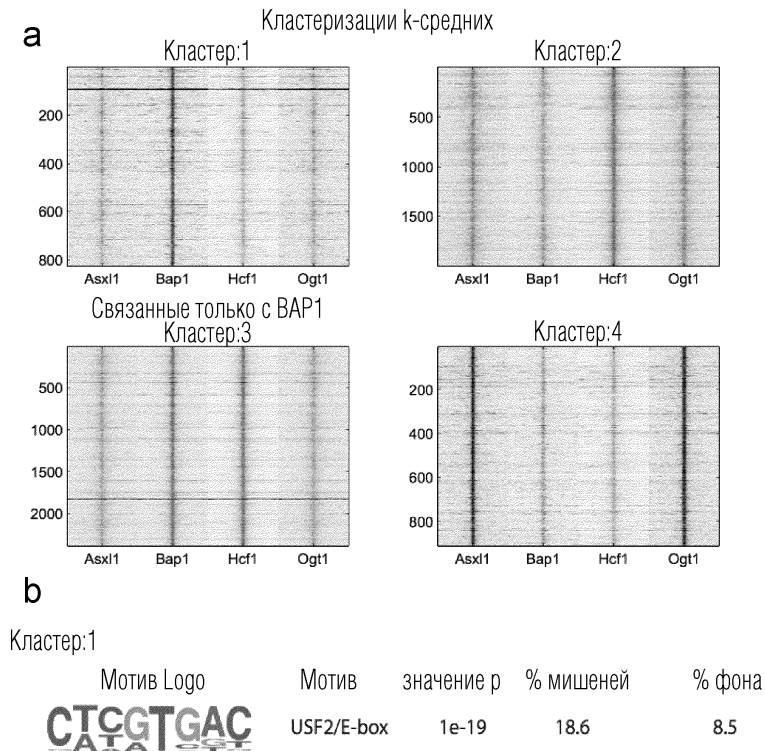 a
Кластеризации k-средних
Кластер:1
200
400
600
800
Asxl1 Bap1 Hcf1 Ogt1
Кластер:2
500
1000
1500
Asxl1 Bap1 Hcf1 Ogt1
Связанные только с BAP1
Кластер:3
500
1000
1500
2000
Asxl1 Bap1 Hcf1 Ogt1
Кластер:4
200
400
600
800
Asxl1 Bap1 Hcf1 Ogt1
b
Кластер:1
Мотив Logo Мотив значение p % мишеней % фона
CTCGTGAC USF2/E-box 1e-19 18.6 8.5